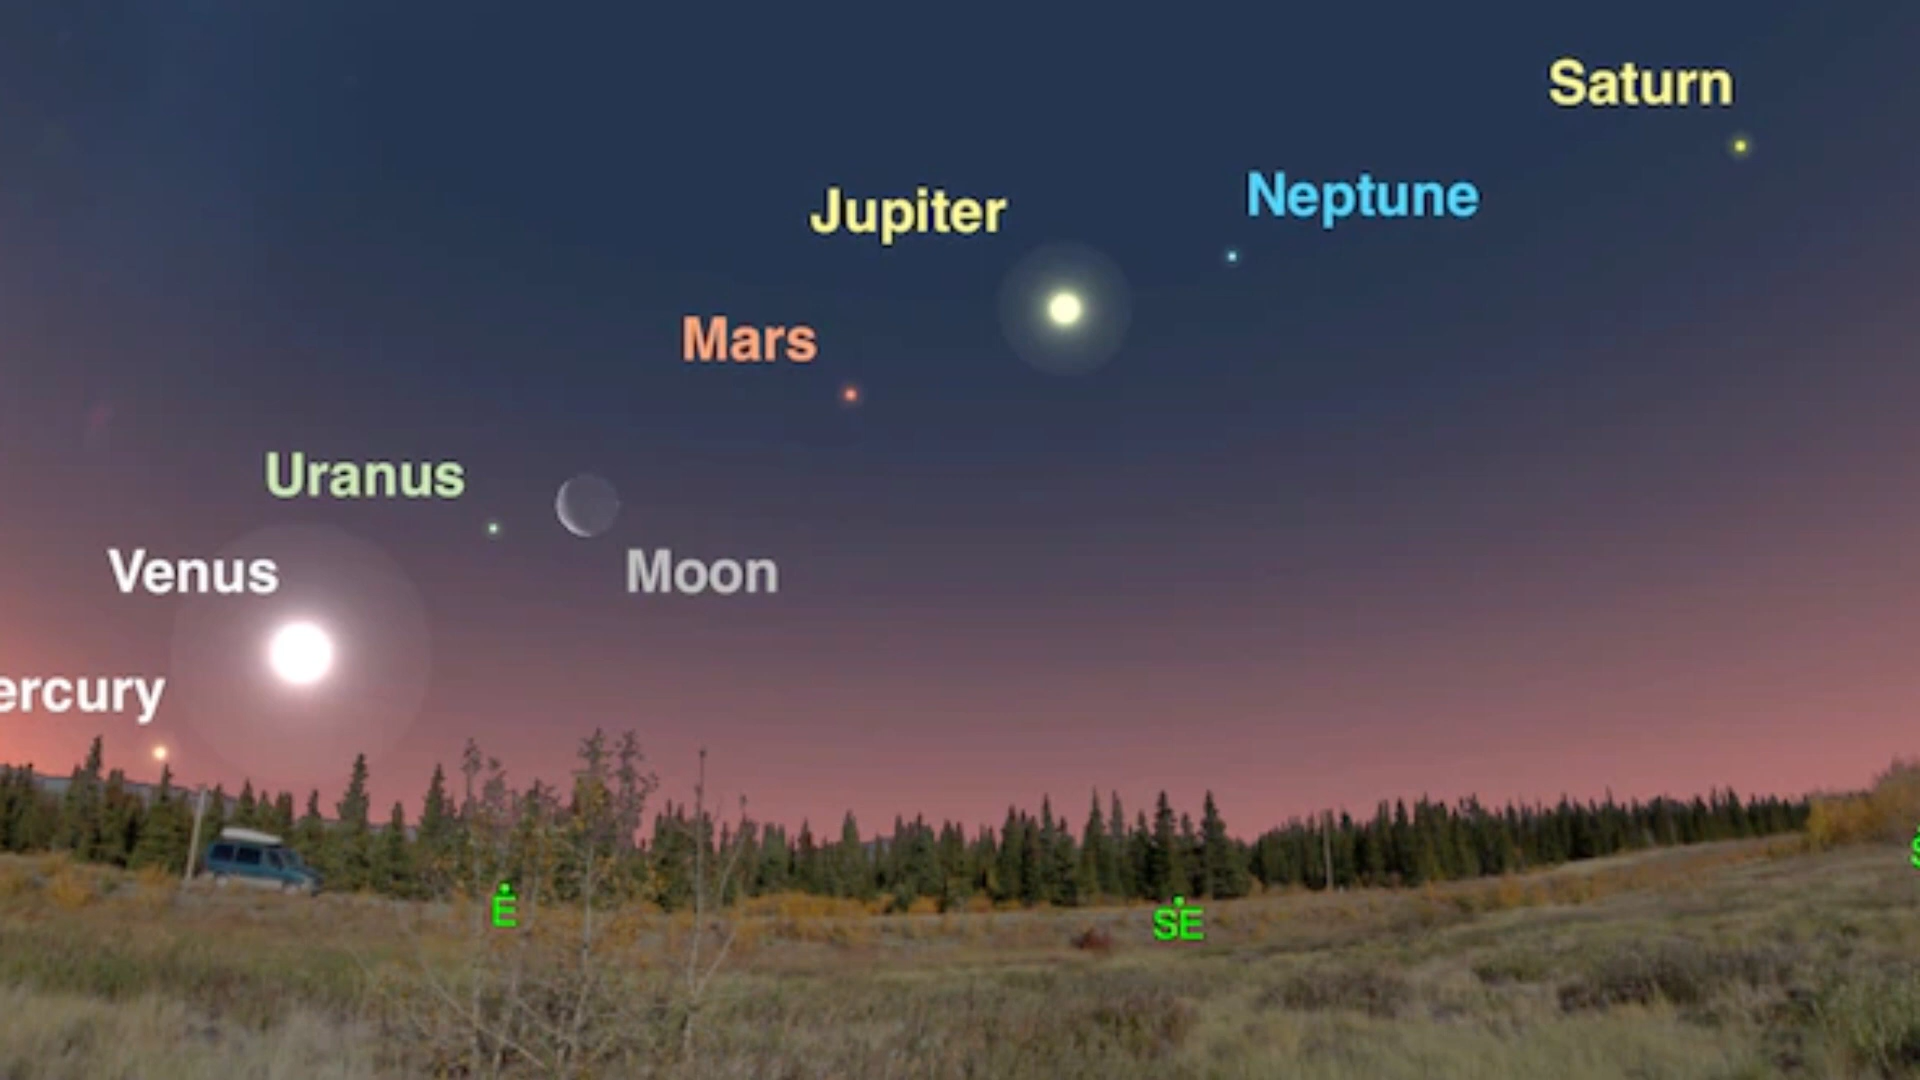 Saturn
Neptune
Jupiter
Mars
Uranus
Venus
Moon
ercury
E
SE
S